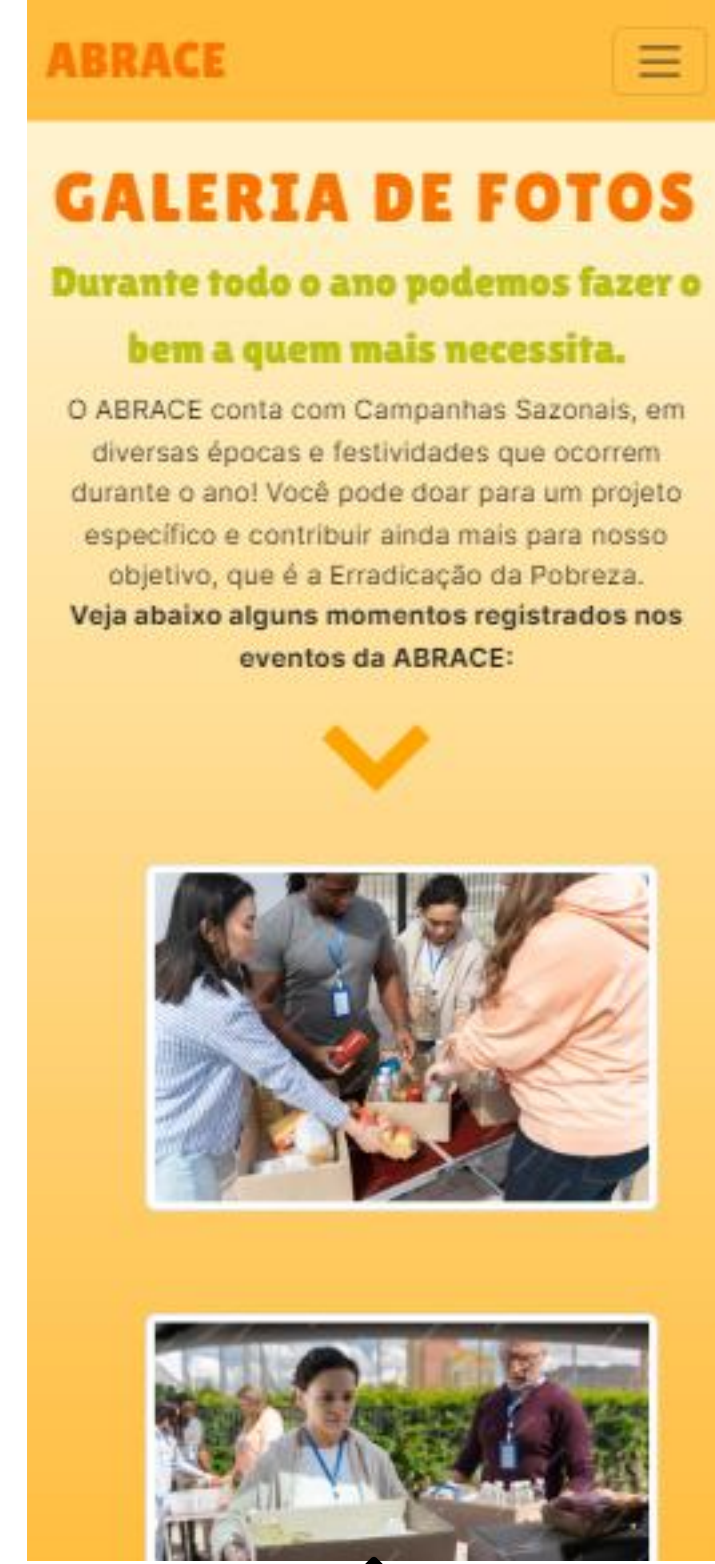 ABRACE
GALERIA DE FOTOS
Durante todo o ano podemos fazer o
bem a quem mais necessita.
O ABRACE conta com Campanhas Sazonais, em
diversas épocas e festividades que ocorrem
durante o ano! Você pode doar para um projeto
específico e contribuir ainda mais para nosso
objetivo, que é a Erradicação da Pobreza.
Veja abaixo alguns momentos registrados nos
eventos da ABRACE: